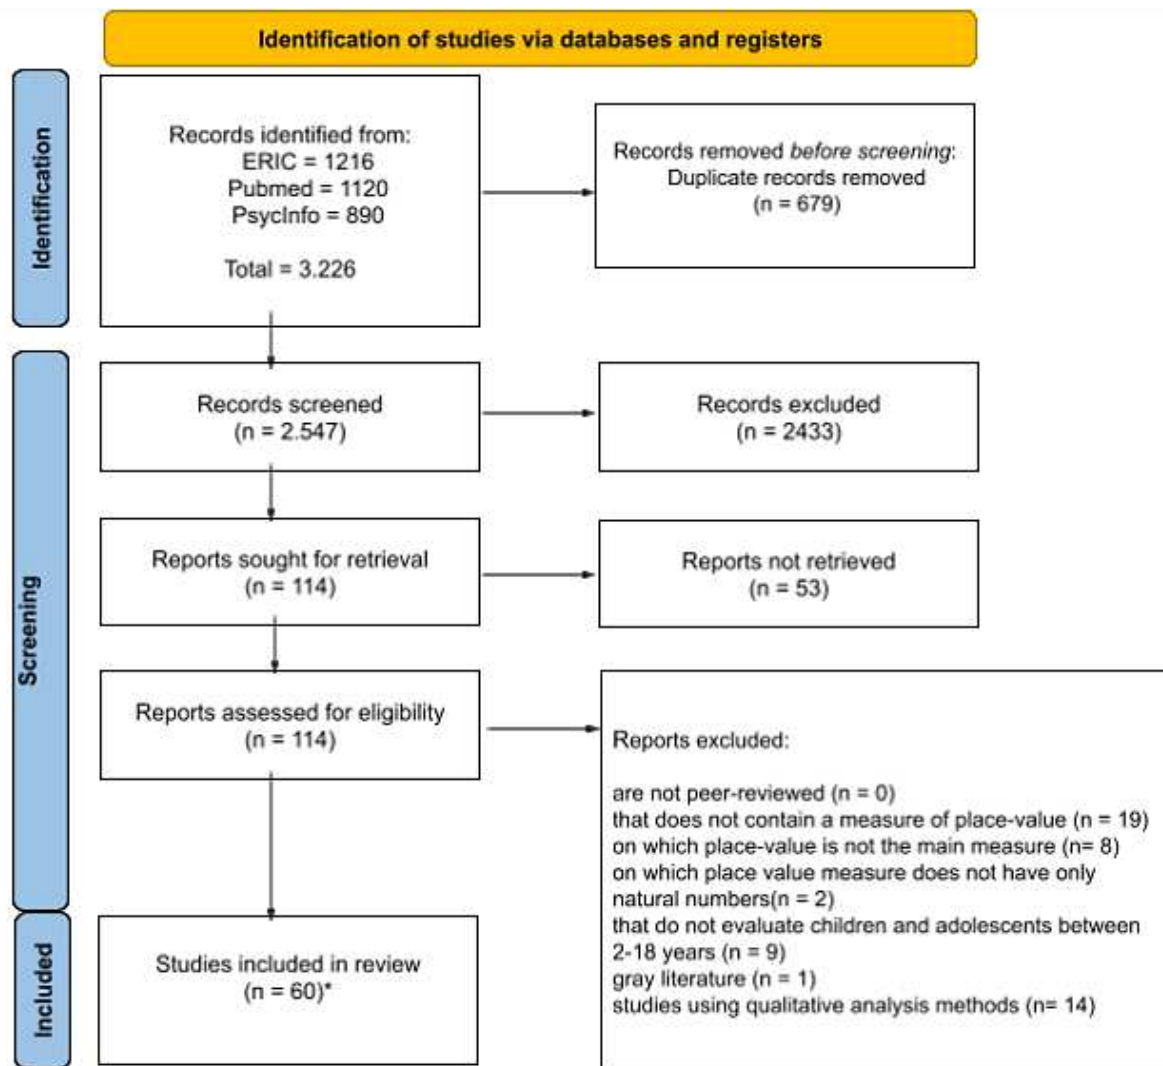 Identification of studies via databases and registers
Identification
Records identified from:
ERIC = 1216
Pubmed = 1120
PsycInfo = 890
Total = 3.226
Records removed before screening:
Duplicate records removed
(n = 679)
Screening
Records screened
(n = 2.547)
Records excluded
(n = 2433)
Reports sought for retrieval
(n = 114)
Reports not retrieved
(n = 53)
Reports assessed for eligibility
(n = 114)
Reports excluded:
are not peer-reviewed (n = 0)
that does not contain a measure of place-value (n = 19)
on which place-value is not the main measure (n= 8)
on which place value measure does not have only
natural numbers(n = 2)
that do not evaluate children and adolescents between
2-18 years (n = 9)
gray literature (n = 1)
studies using qualitative analysis methods (n= 14)
Included
Studies included in review
(n = 60)*